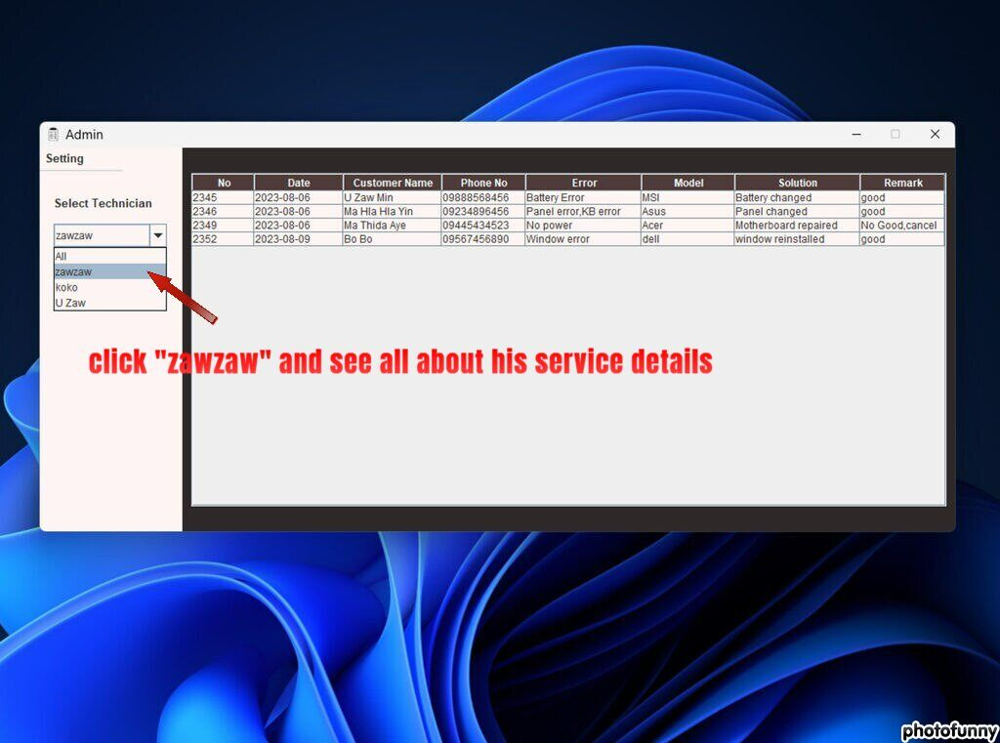 Admin
Setting
Select Technician
zawzaw
All
zawzaw
koko
U Zaw
No Date Customer Name Phone No Error Model Solution Remark
2345 2023-08-06 U Zaw Min 09888568456 Battery Error MSI Battery changed good
2346 2023-08-06 Ma Hla Hla Yin 09234896456 Panel error,KB error Asus Panel changed good
2349 2023-08-06 Ma Thida Aye 09445434523 No power Acer Motherboard repaired No Good,cancel
2352 2023-08-09 Bo Bo 09567456890 Window error dell window reinstalled good
click "zawzaw" and see all about his service details
photofunny